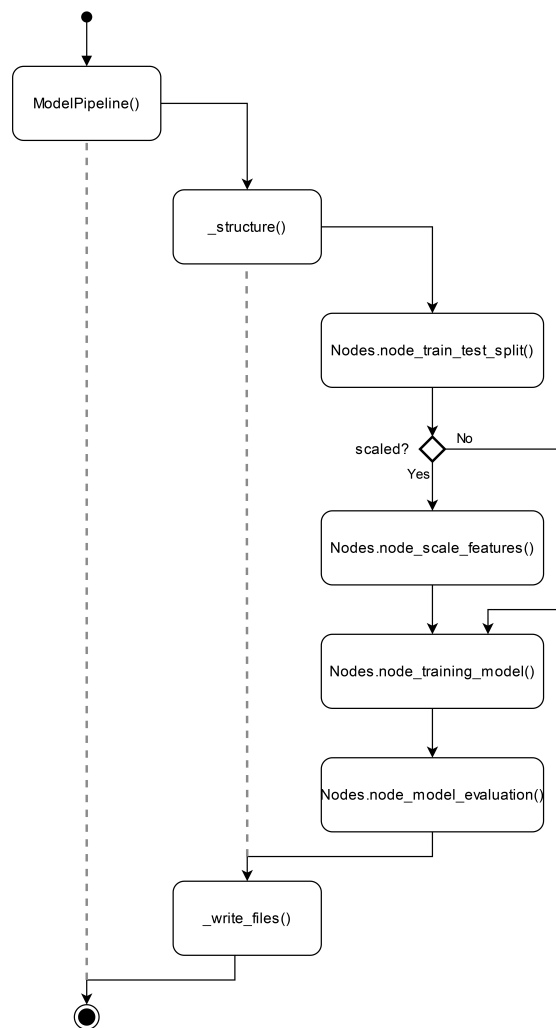 ModelPipeline()
_structure()
Nodes.node_train_test_split()
scaled?
No
Yes
Nodes.node_scale_features()
Nodes.node_training_model()
Nodes.node_model_evaluation()
_write_files()